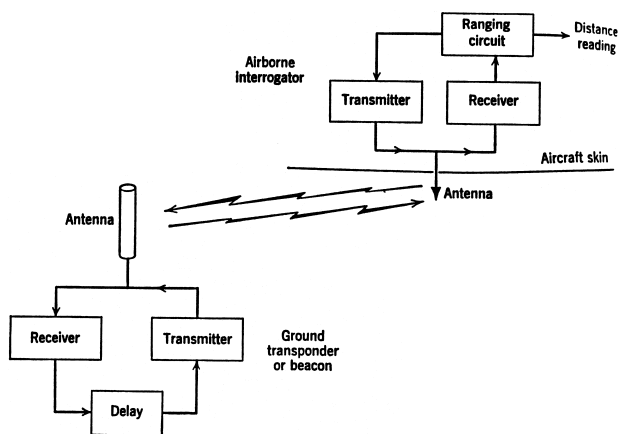 Ranging
circuit
Distance
reading
Airborne
Interrogator
Transmitter
Receiver
Aircraft skin
Antenna
Antenna
Receiver
Transmitter
Ground
transponder
or beacon
Delay